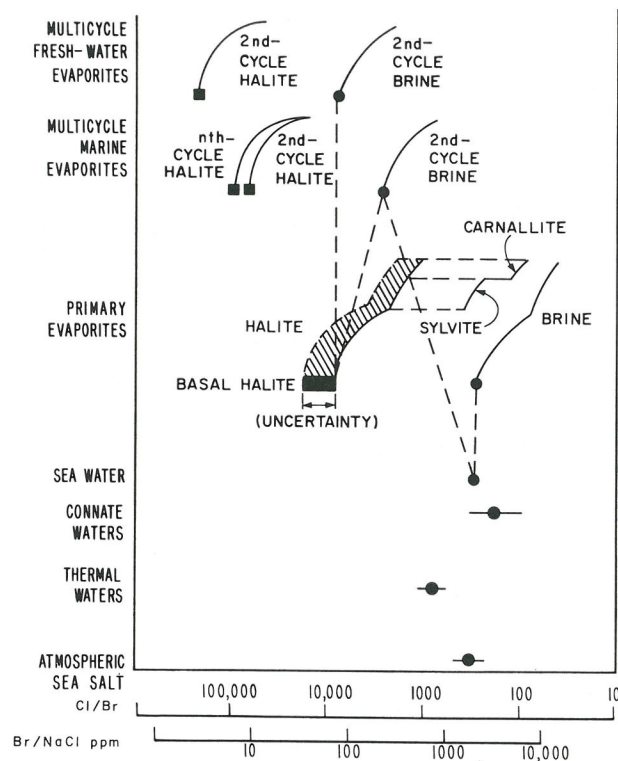 MULTICYCLE
FRESH-WATER
EVAPORITES
2nd-
CYCLE
HALITE
2nd-
CYCLE
BRINE
MULTICYCLE
MARINE
EVAPORITES
nth-
CYCLE
HALITE
2nd-
CYCLE
HALITE
2nd-
CYCLE
BRINE
CARNALLITE
PRIMARY
EVAPORITES
HALITE
SYLVITE
BRINE
BASAL HALITE
(UNCERTAINTY)
SEA WATER
CONNATE
WATERS
THERMAL
WATERS
ATMOSPHERIC
SEA SALT
Cl/Br
100,000 10,000 1000 100 10
Br/NaCl ppm
10 100 1000 10,000